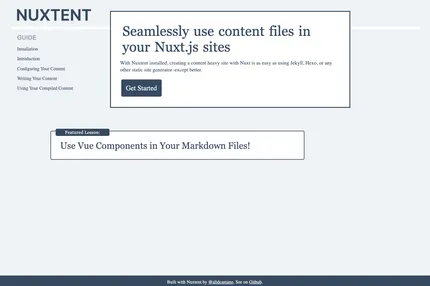 NUXTENT
GUIDE
Installation
Introduction
Configuring Your Content
Writing Your Content
Using Your Compiled Content
Seamlessly use content files in
your Nuxt.js sites
With Nuxtent installed, creating a content heavy site with Nuxt is as easy as using Jekyll, Hexo, or any
other static site generator–except better.
Get Started
Featured Lesson:
Use Vue Components in Your Markdown Files!
Built with Nuxtent by @alidcastano. See on Github.